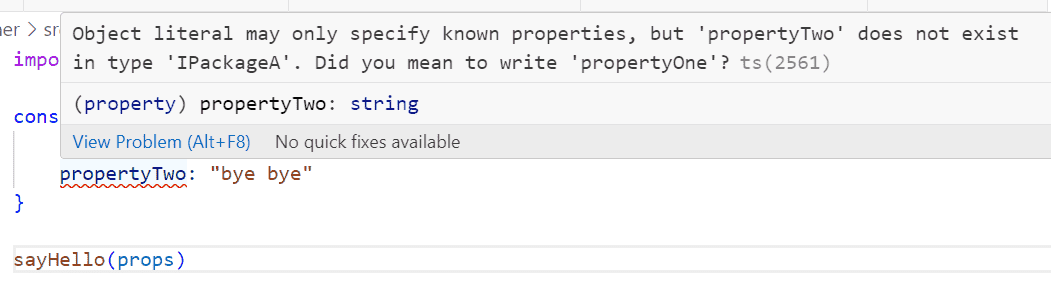 er > sr
Object literal may only specify known properties, but 'propertyTwo' does not exist
in type 'IPackageA'. Did you mean to write 'propertyOne'? ts(2561)
impo
(property) propertyTwo: string
cons
View Problem (Alt+F8) No quick fixes available
propertyTwo: "bye bye"
}
sayHello(props)